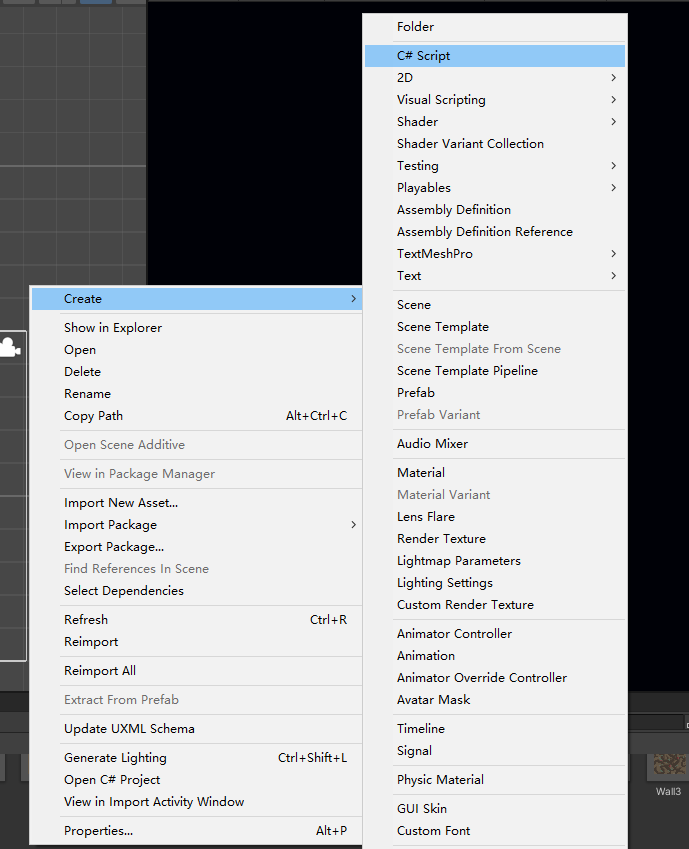 Folder
C# Script
2D
Visual Scripting
Shader
Shader Variant Collection
Testing
Playables
Assembly Definition
Assembly Definition Reference
TextMeshPro
Text
Scene
Scene Template
Scene Template From Scene
Scene Template Pipeline
Prefab
Prefab Variant
Audio Mixer
Material
Material Variant
Lens Flare
Render Texture
Lightmap Parameters
Lighting Settings
Custom Render Texture
Animator Controller
Animation
Animator Override Controller
Avatar Mask
Timeline
Signal
Physic Material
GUI Skin
Custom Font
Create
Show in Explorer
Open
Delete
Rename
Copy Path Alt+Ctrl+C
Open Scene Additive
View in Package Manager
Import New Asset...
Import Package
Export Package...
Find References In Scene
Select Dependencies
Refresh Ctrl+R
Reimport
Reimport All
Extract From Prefab
Update UXML Schema
Generate Lighting Ctrl+Shift+L
Open C# Project
View in Import Activity Window
Properties... Alt+P
Wall3